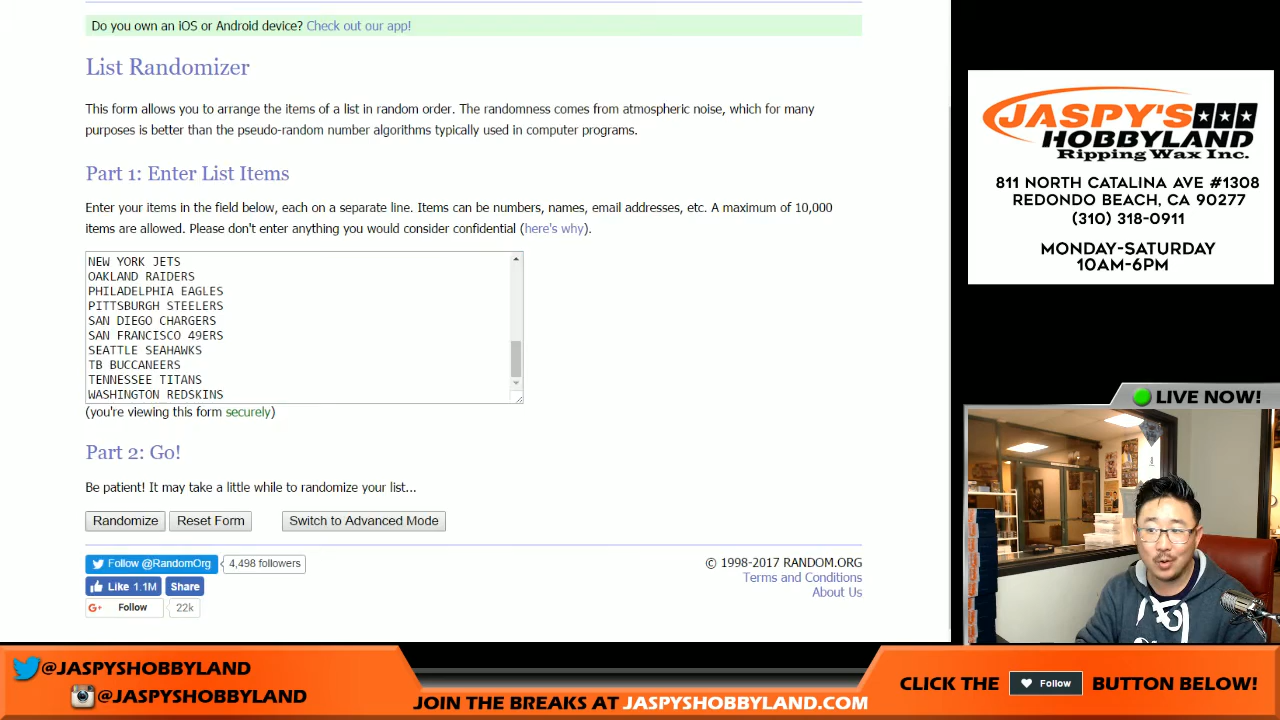 Do you own an iOS or Android device? Check out our app!
List Randomizer
This form allows you to arrange the items of a list in random order. The randomness comes from atmospheric noise, which for many
purposes is better than the pseudo-random number algorithms typically used in computer programs.
Part 1: Enter List Items
Enter your items in the field below, each on a separate line. Items can be numbers, names, email addresses, etc. A maximum of 10,000
items are allowed. Please don't enter anything you would consider confidential (here's why).
NEW YORK JETS
OAKLAND RAIDERS
PHILADELPHIA EAGLES
PITTSBURGH STEELERS
SAN DIEGO CHARGERS
SAN FRANCISCO 49ERS
SEATTLE SEAHAWKS
TB BUCCANEERS
TENNESSEE TITANS
WASHINGTON REDSKINS
(you're viewing this form securely)
Part 2: Go!
Be patient! It may take a little while to randomize your list...
Randomize Reset Form Switch to Advanced Mode
Follow @RandomOrg 4,498 followers
Like 1.1M Share
Follow 22k
© 1998-2017 RANDOM.ORG
Terms and Conditions
About Us
JASPY'S
HOBBYLAND
Ripping Wax Inc.
811 NORTH CATALINA AVE #1308
REDONDO BEACH, CA 90277
(310) 318-0911
MONDAY-SATURDAY
10AM-6PM
LIVE NOW!
@JASPYSHOBBYLAND
@JASPYSHOBBYLAND
JOIN THE BREAKS AT JASPYSHOBBYLAND.COM
CLICK THE Follow BUTTON BELOW!